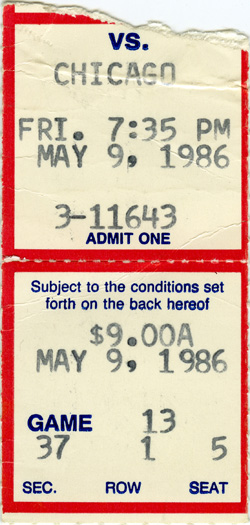 VS.
CHICAGO
FRI. 7:35 PM
MAY 9, 1986
3-11643
ADMIT ONE
Subject to the conditions set
forth on the back hereof
$9.00A
MAY 9, 1986
GAME 13
37 1 5
SEC. ROW SEAT